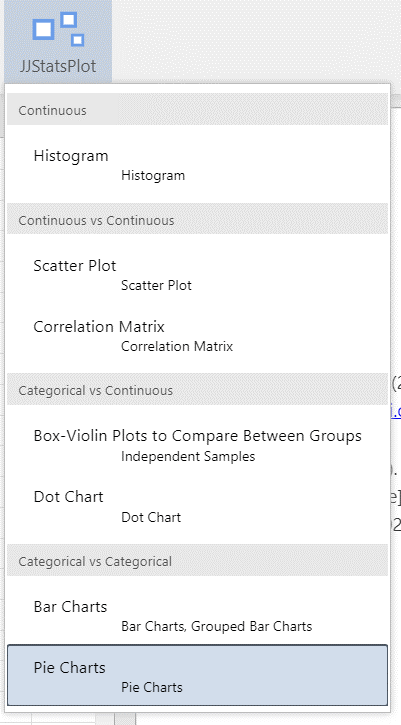 JJStatsPlot
Continuous
Histogram
Histogram
Continuous vs Continuous
Scatter Plot
Scatter Plot
Correlation Matrix
Correlation Matrix
Categorical vs Continuous
(2
i.c
Box-Violin Plots to Compare Between Groups
Independent Samples
).
Dot Chart
e]
Dot Chart
02
Categorical vs Categorical
Bar Charts
Bar Charts, Grouped Bar Charts
Pie Charts
Pie Charts